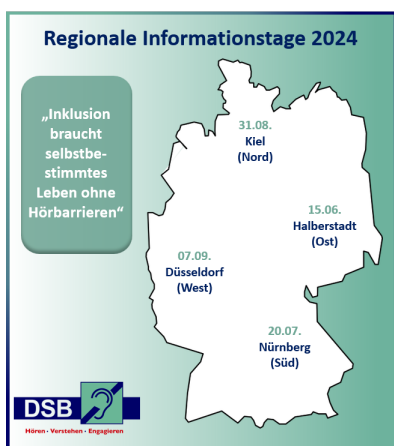 Regionale Informationstage 2024
„Inklusion
braucht
selbstbe-
stimmtes
Leben ohne
Hörbarrieren“
31.08.
Kiel
(Nord)
15.06.
Halberstadt
(Ost)
07.09.
Düsseldorf
(West)
20.07.
Nürnberg
(Süd)
DSB
Hören • Verstehen • Engagieren